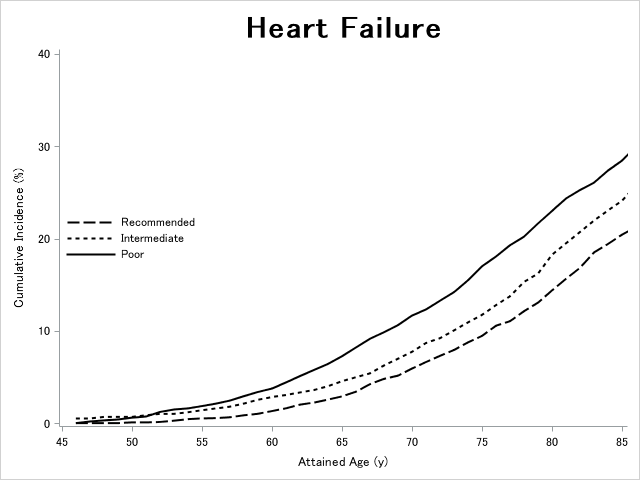 Heart Failure
40
30
20
10
0
Cumulative Incidence (%)
Recommended
Intermediate
Poor
45 50 55 60 65 70 75 80 85
Attained Age (y)